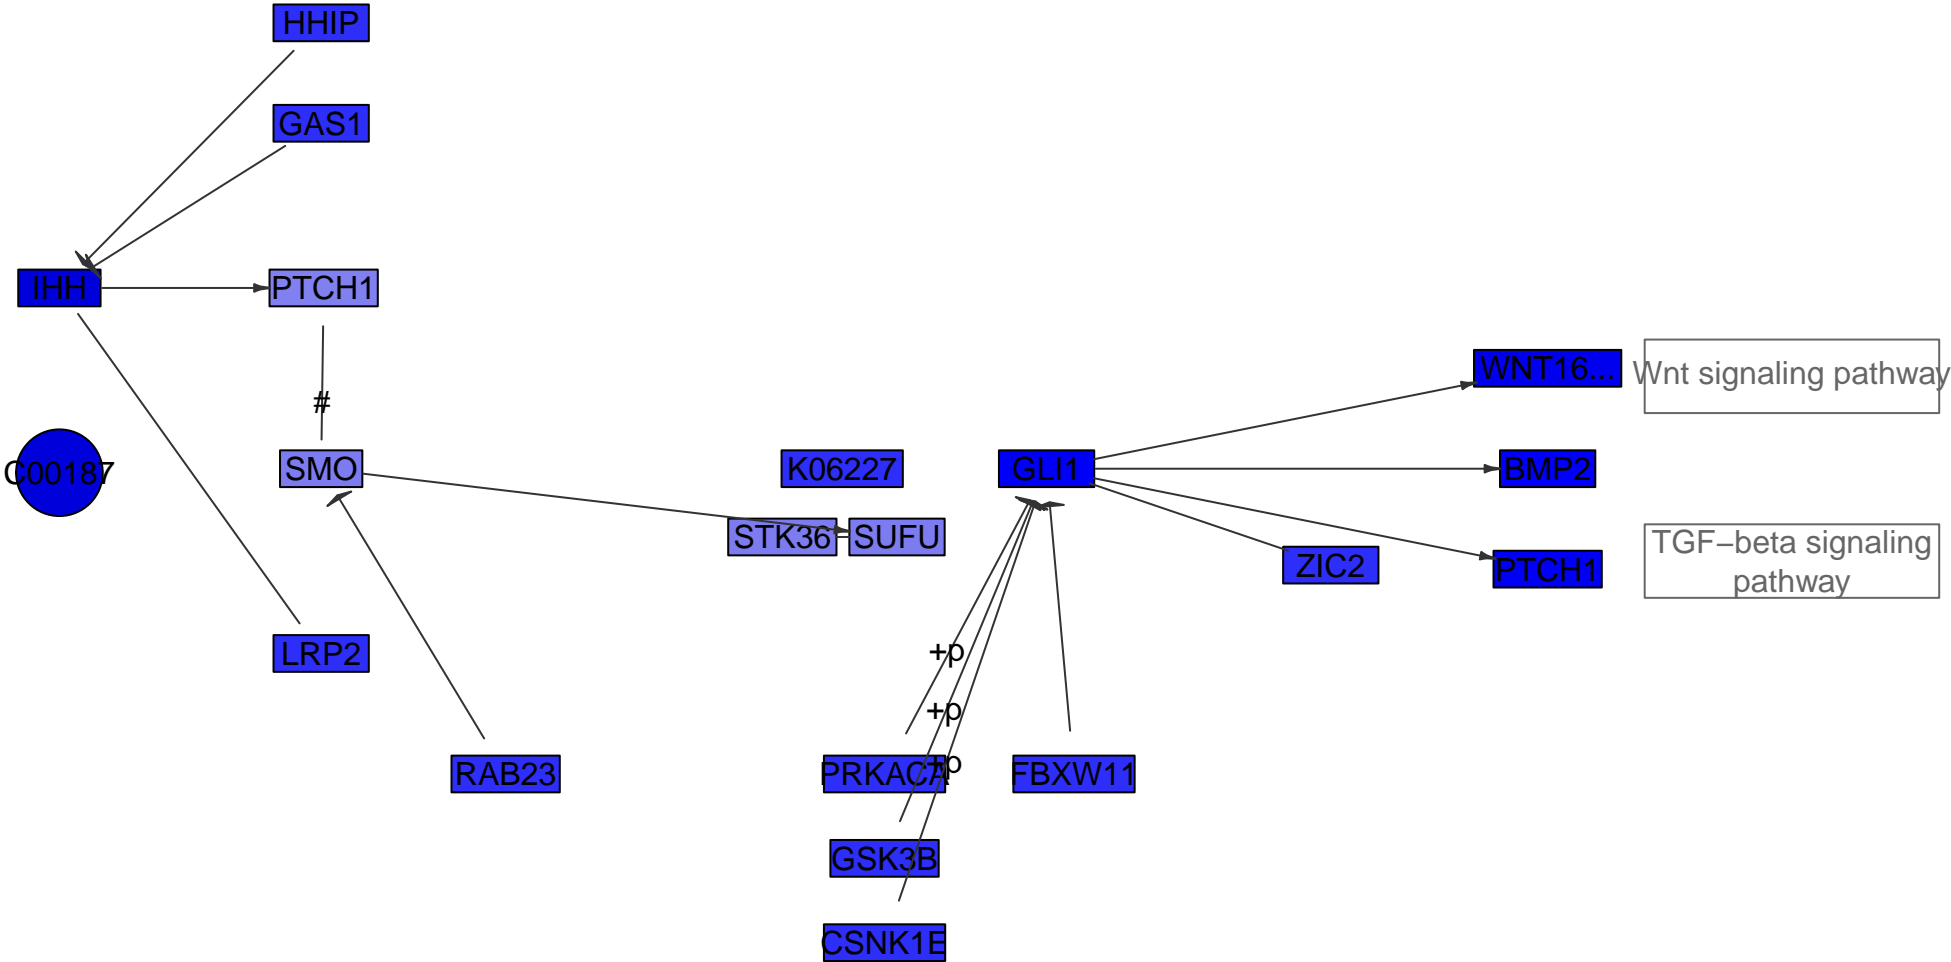 HHIP
GAS1
IHH
PTCH1
WNT16...
Wnt signaling pathway
#
C00187
SMO
K06227
GLI1
BMP2
STK36
SUFU
ZIC2
PTCH1
TGF−beta signaling
pathway
LRP2
+p
+p
+p
RAB23
PRKACA
FBXW11
GSK3B
CSNK1E